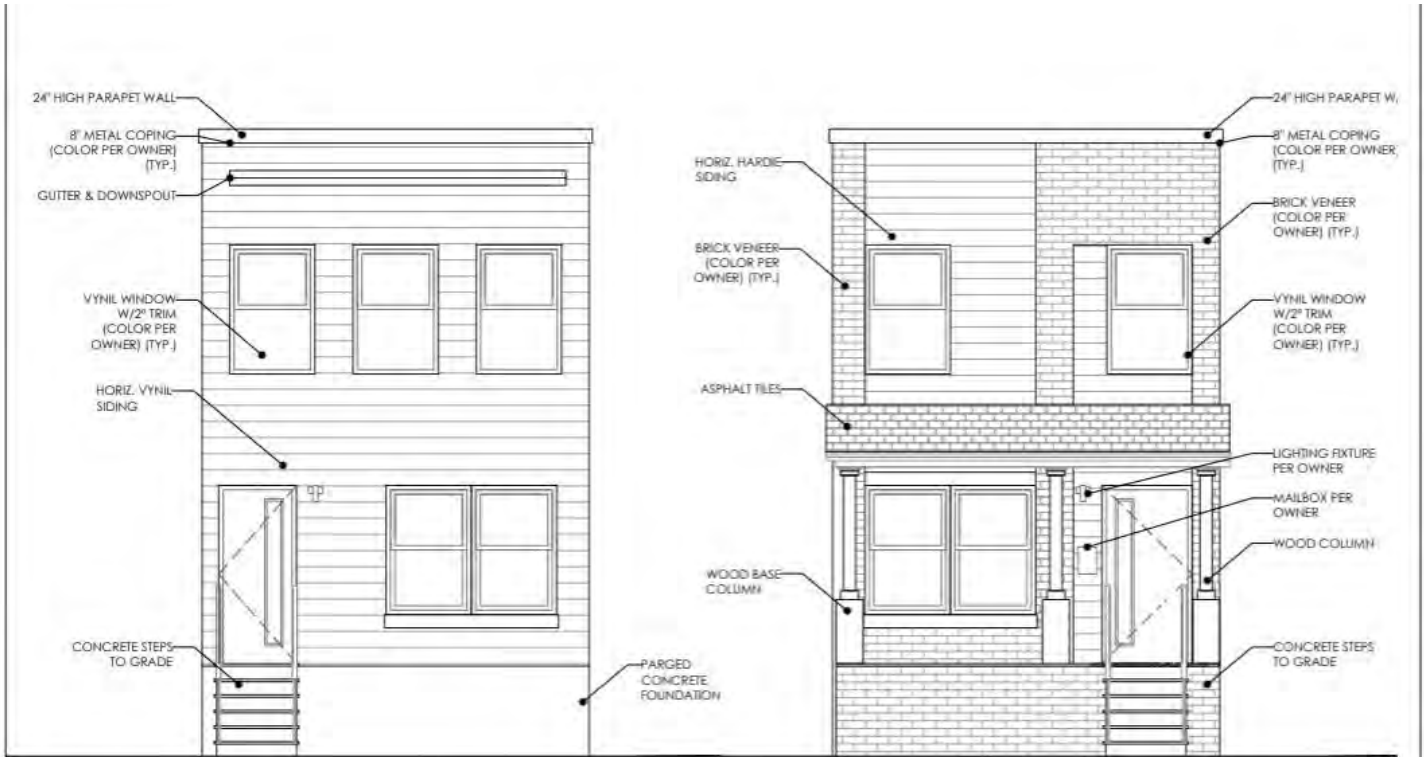 24" HIGH PARAPET WALL
8" METAL COPING
(COLOR PER OWNER)
(TYP.)
GUTTER & DOWNSPOUT
VYNIL WINDOW
W/2" TRIM
(COLOR PER
OWNER) (TYP.)
HORIZ. VYNIL
SIDING
CONCRETE STEPS
TO GRADE
PARGED
CONCRETE
FOUNDATION
HORIZ. HARDIE
SIDING
BRICK VENEER
(COLOR PER
OWNER) (TYP.)
ASPHALT TILES
WOOD BASE
COLUMN
24" HIGH PARAPET W
8" METAL COPING
(COLOR PER OWNER
(TYP.)
BRICK VENEER
(COLOR PER
OWNER) (TYP.)
VYNIL WINDOW
W/2" TRIM
(COLOR PER
OWNER) (TYP.)
LIGHTING FIXTURE
PER OWNER
MAILBOX PER
OWNER
WOOD COLUMN
CONCRETE STEPS
TO GRADE